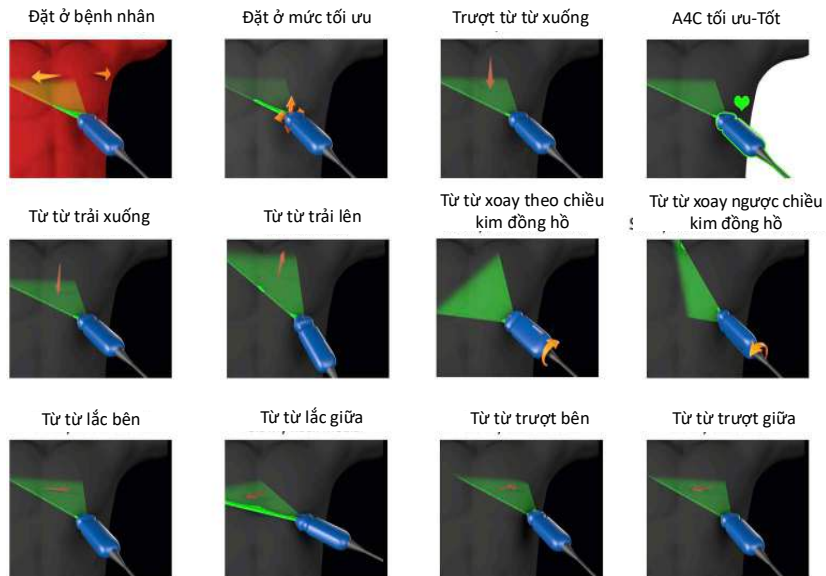 Đặt ở bệnh nhân
Đặt ở mức tối ưu
Trượt từ từ xuống
A4C tối ưu-Tốt
Từ từ trải xuống
Từ từ trải lên
Từ từ xoay theo chiều
kim đồng hồ
Từ từ xoay ngược chiều
kim đồng hồ
Từ từ lắc bên
Từ từ lắc giữa
Từ từ trượt bên
Từ từ trượt giữa